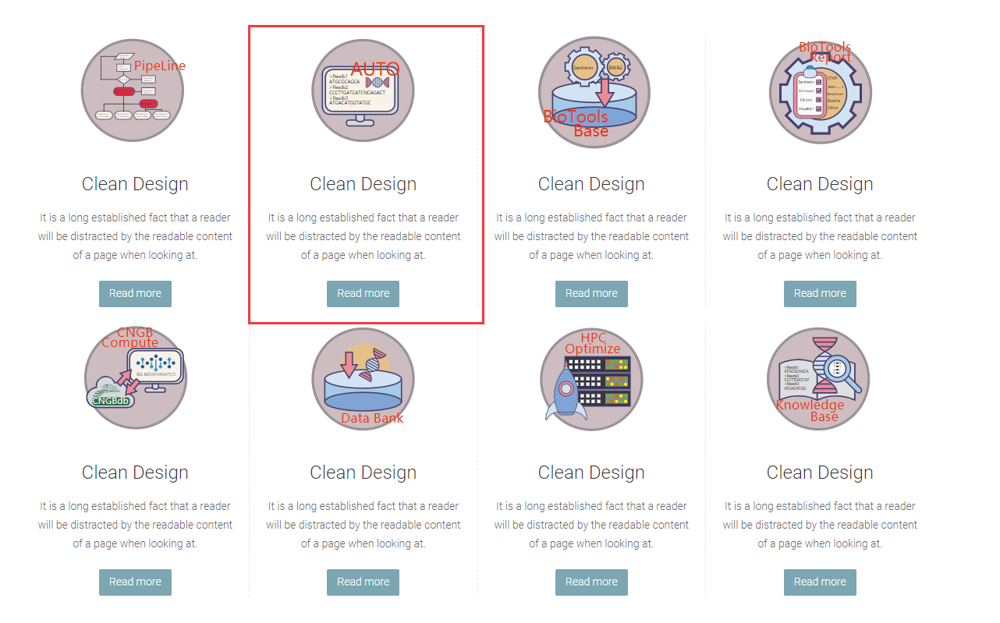 PipeLine
AUTO
>Reads1
ATGCGCAGCA
>Reads2
CCCTTGATCATCNCAGACT
>Reads3
ATGACATGGTATGC
Sentieon
BWA2
BioTools
Base
BioTools
Report
Sentieon
STAR
Falcon
Bowtie
Edico
Clean Design
Clean Design
Clean Design
Clean Design
It is a long established fact that a reader
will be distracted by the readable content
of a page when looking at.
It is a long established fact that a reader
will be distracted by the readable content
of a page when looking at.
It is a long established fact that a reader
will be distracted by the readable content
of a page when looking at.
It is a long established fact that a reader
will be distracted by the readable content
of a page when looking at.
Read more
Read more
Read more
Read more
CNGB
Compute
BGI BIOINFORMATICS
CNGBdb
Data Bank
HPC
Optimize
>Reads1
ATGCGCAGCA
>Reads2
CCCTTGATCAT
>Reads3
ATGACATGG
Knowledge
Base
Clean Design
Clean Design
Clean Design
Clean Design
It is a long established fact that a reader
will be distracted by the readable content
of a page when looking at.
It is a long established fact that a reader
will be distracted by the readable content
of a page when looking at.
It is a long established fact that a reader
will be distracted by the readable content
of a page when looking at.
It is a long established fact that a reader
will be distracted by the readable content
of a page when looking at.
Read more
Read more
Read more
Read more